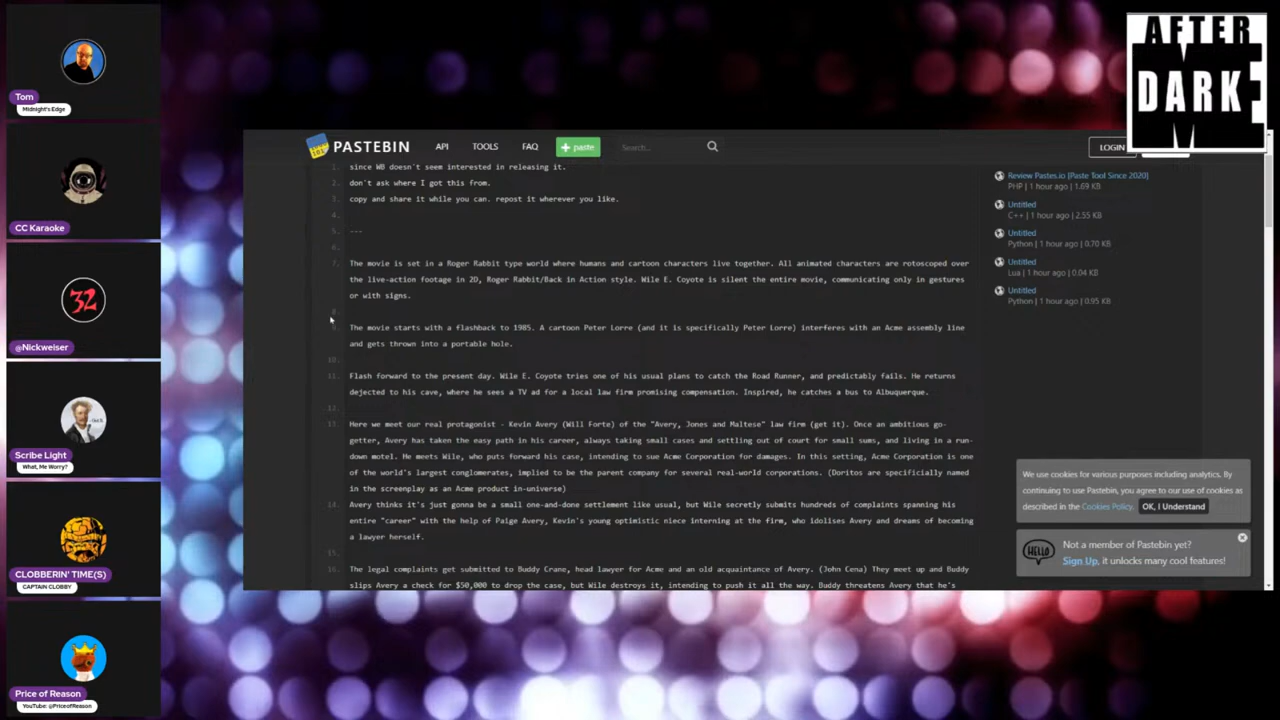 Tom
Midnight's Edge
CC Karaoke
32
@Nickweiser
Scribe Light
What, Me Worry?
CLOBBERIN' TIME(S)
CAPTAIN CLOBBY
Price of Reason
YouTube: @PriceofReason
AFTER
DARK
M
E
PASTEBIN
API
TOOLS
FAQ
+ paste
Search...
LOGIN
1. since WB doesn't seem interested in releasing it.
2. don't ask where I got this from.
3. copy and share it while you can. repost it wherever you like.
4.
5. ---
6.
7. The movie is set in a Roger Rabbit type world where humans and cartoon characters live together. All animated characters are rotoscoped over
the live-action footage in 2D, Roger Rabbit/Back in Action style. Wile E. Coyote is silent the entire movie, communicating only in gestures
or with signs.
8.
9. The movie starts with a flashback to 1985. A cartoon Peter Lorre (and it is specifically Peter Lorre) interferes with an Acme assembly line
and gets thrown into a portable hole.
10.
11. Flash forward to the present day. Wile E. Coyote tries one of his usual plans to catch the Road Runner, and predictably fails. He returns
dejected to his cave, where he sees a TV ad for a local law firm promising compensation. Inspired, he catches a bus to Albuquerque.
12.
13. Here we meet our real protagonist - Kevin Avery (Will Forte) of the "Avery, Jones and Maltese" law firm (get it). Once an ambitious go-
getter, Avery has taken the easy path in his career, always taking small cases and settling out of court for small sums, and living in a run-
down motel. He meets Wile, who puts forward his case, intending to sue Acme Corporation for damages. In this setting, Acme Corporation is one
of the world's largest conglomerates, implied to be the parent company for several real-world corporations. (Doritos are specifically named
in the screenplay as an Acme product in-universe)
14. Avery thinks it's just gonna be a small one-and-done settlement like usual, but Wile secretly submits hundreds of complaints spanning his
entire "career" with the help of Paige Avery, Kevin's young optimistic niece interning at the firm, who idolises Avery and dreams of becoming
a lawyer herself.
15.
16. The legal complaints get submitted to Buddy Crane, head lawyer for Acme and an old acquaintance of Avery. (John Cena) They meet up and Buddy
slips Avery a check for $50,000 to drop the case, but Wile destroys it, intending to push it all the way. Buddy threatens Avery that he's
Review Pastes.io [Paste Tool Since 2020]
PHP | 1 hour ago | 1.69 KB
Untitled
C++ | 1 hour ago | 2.55 KB
Untitled
Python | 1 hour ago | 0.70 KB
Untitled
Lua | 1 hour ago | 0.04 KB
Untitled
Python | 1 hour ago | 0.95 KB
We use cookies for various purposes including analytics. By
continuing to use Pastebin, you agree to our use of cookies as
described in the Cookies Policy. OK, I Understand
HELLO
Not a member of Pastebin yet?
Sign Up, it unlocks many cool features!